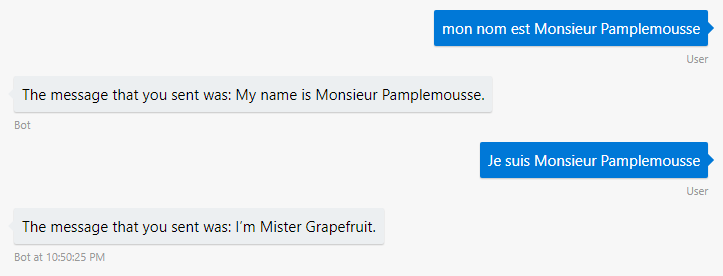 mon nom est Monsieur Pamplemousse
User
The message that you sent was: My name is Monsieur Pamplemousse.
Bot
Je suis Monsieur Pamplemousse
User
The message that you sent was: I’m Mister Grapefruit.
Bot at 10:50:25 PM